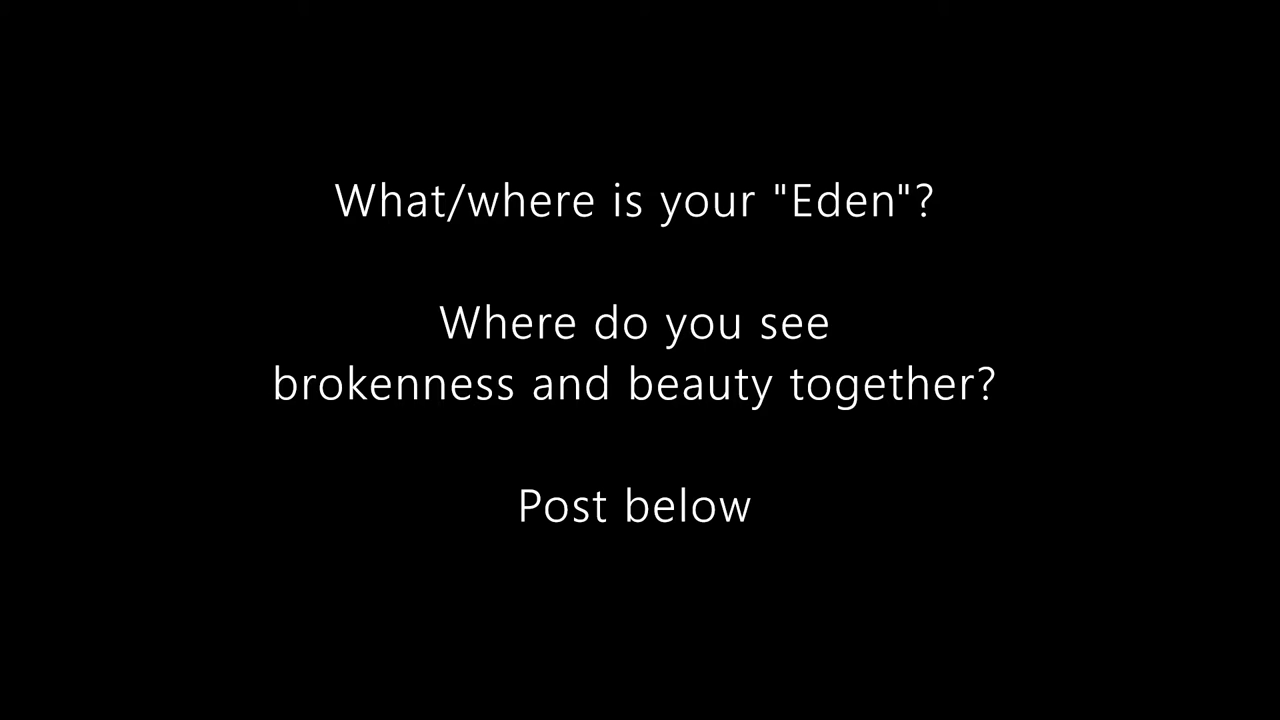 What/where is your "Eden"?
Where do you see
brokenness and beauty together?
Post below